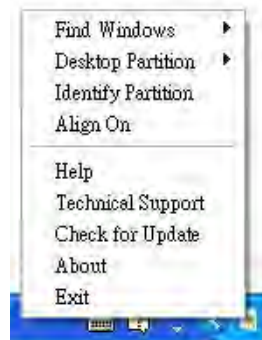 Find Windows
Desktop Partition
Identify Partition
Align On
Help
Technical Support
Check for Update
About
Exit